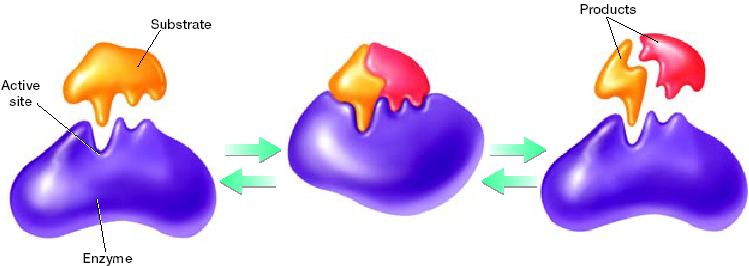 Substrate
Active
site
Enzyme
Products